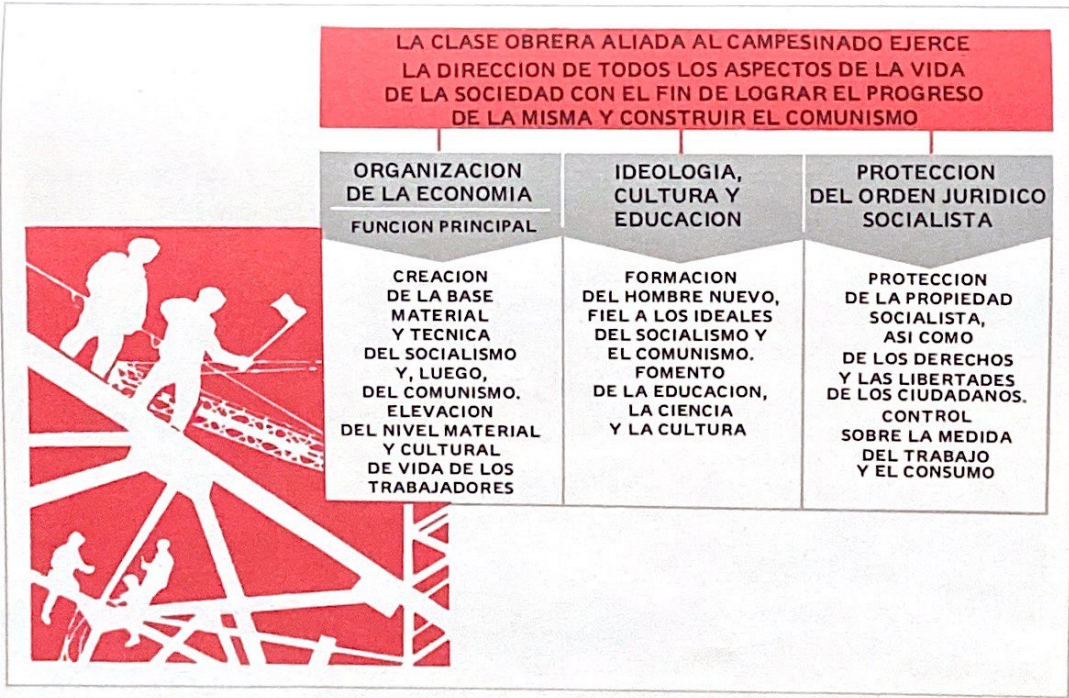 LA CLASE OBRERA ALIADA AL CAMPESINADO EJERCE
LA DIRECCION DE TODOS LOS ASPECTOS DE LA VIDA
DE LA SOCIEDAD CON EL FIN DE LOGRAR EL PROGRESO
DE LA MISMA Y CONSTRUIR EL COMUNISMO
ORGANIZACION
DE LA ECONOMIA
FUNCION PRINCIPAL
CREACION
DE LA BASE
MATERIAL
Y TECNICA
DEL SOCIALISMO
Y, LUEGO,
DEL COMUNISMO.
ELEVACION
DEL NIVEL MATERIAL
Y CULTURAL
DE VIDA DE LOS
TRABAJADORES
IDEOLOGIA,
CULTURA Y
EDUCACION
FORMACION
DEL HOMBRE NUEVO,
FIEL A LOS IDEALES
DEL SOCIALISMO Y
EL COMUNISMO.
FOMENTO
DE LA EDUCACION,
LA CIENCIA
Y LA CULTURA
PROTECCION
DEL ORDEN JURIDICO
SOCIALISTA
PROTECCION
DE LA PROPIEDAD
SOCIALISTA,
ASI COMO
DE LOS DERECHOS
Y LAS LIBERTADES
DE LOS CIUDADANOS.
CONTROL
SOBRE LA MEDIDA
DEL TRABAJO
Y EL CONSUMO